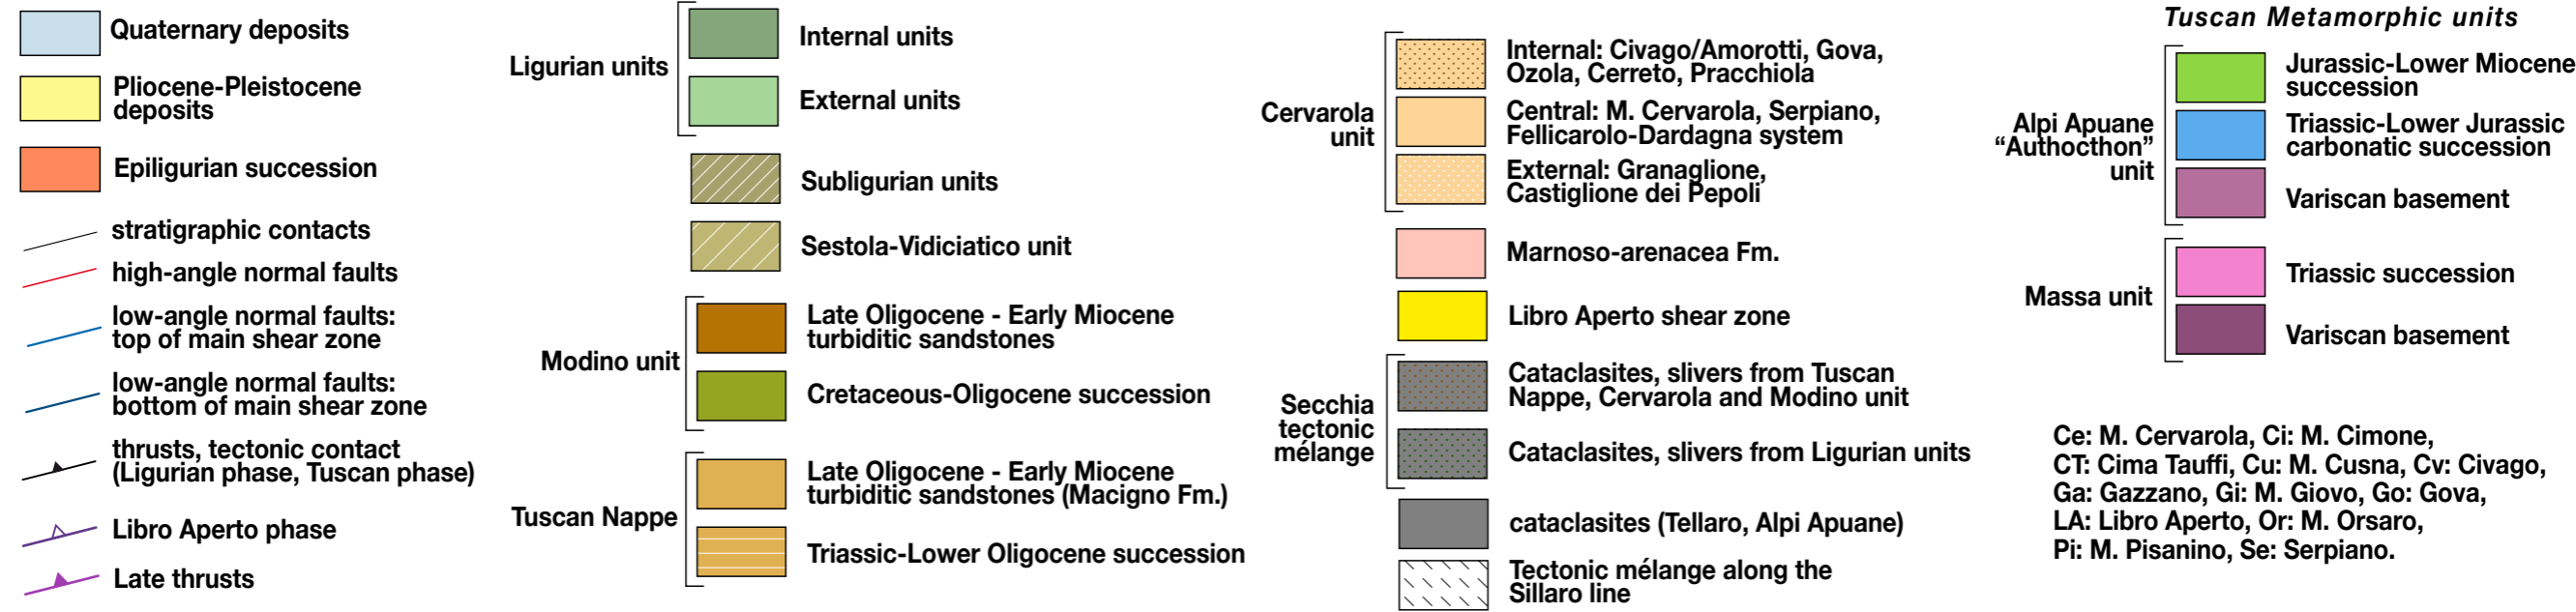 Quaternary deposits
Pliocene-Pleistocene
deposits
Epiligurian succession
stratigraphic contacts
high-angle normal faults
low-angle normal faults:
top of main shear zone
low-angle normal faults:
bottom of main shear zone
thrusts, tectonic contact
(Ligurian phase, Tuscan phase)
Libro Aperto phase
Late thrusts
Ligurian units
Internal units
External units
Subligurian units
Sestola-Vidiciatico unit
Modino unit
Late Oligocene - Early Miocene
turbiditic sandstones
Cretaceous-Oligocene succession
Tuscan Nappe
Late Oligocene - Early Miocene
turbiditic sandstones (Macigno Fm.)
Triassic-Lower Oligocene succession
Cervarola
unit
Internal: Civago/Amorotti, Gova,
Ozola, Cerreto, Pracchiola
Central: M. Cervarola, Serpiano,
Fellicarolo-Dardagna system
External: Granaglione,
Castiglione dei Pepoli
Marnoso-arenacea Fm.
Libro Aperto shear zone
Secchia
tectonic
mélange
Cataclasites, slivers from Tuscan
Nappe, Cervarola and Modino unit
Cataclasites, slivers from Ligurian units
cataclasites (Tellaro, Alpi Apuane)
Tectonic mélange along the
Sillaro line
Tuscan Metamorphic units
Alpi Apuane
“Authocthon”
unit
Jurassic-Lower Miocene
succession
Triassic-Lower Jurassic
carbonatic succession
Variscan basement
Massa unit
Triassic succession
Variscan basement
Ce: M. Cervarola, Ci: M. Cimone,
CT: Cima Tauffi, Cu: M. Cusna, Cv: Civago,
Ga: Gazzano, Gi: M. Giovo, Go: Gova,
LA: Libro Aperto, Or: M. Orsaro,
Pi: M. Pisanino, Se: Serpiano.